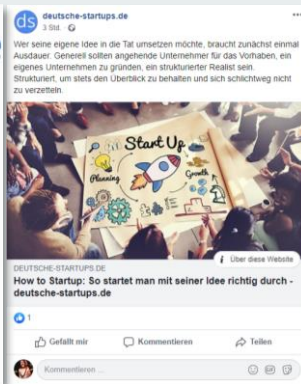 ds
deutsche-startups.de
3 Std.
Wer seine eigene Idee in die Tat umsetzen möchte, braucht zunächst einmal
Ausdauer. Generell sollten angehende Unternehmer für das Vorhaben, ein
eigenes Unternehmen zu gründen, ein strukturierter Realist sein.
Strukturiert, um stets den Überblick zu behalten und sich schlichtweg nicht
zu verzetteln.
Start Up
Planning
Growth
i Über diese Website
DEUTSCHE-STARTUPS.DE
How to Startup: So startet man mit seiner Idee richtig durch -
deutsche-startups.de
1
Gefällt mir Kommentieren Teilen
Kommentieren ...